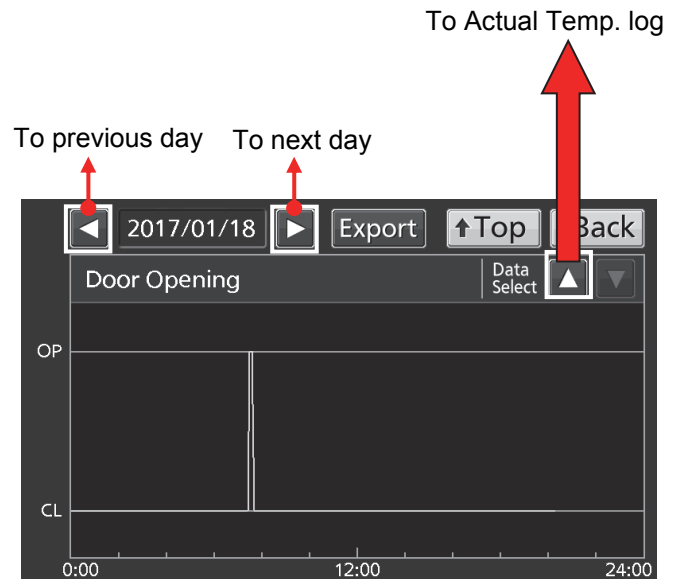 To Actual Temp. log
To previous day
To next day
2017/01/18
Export
Top
Back
Door Opening
Data
Select
OP
CL
0:00
12:00
24:00